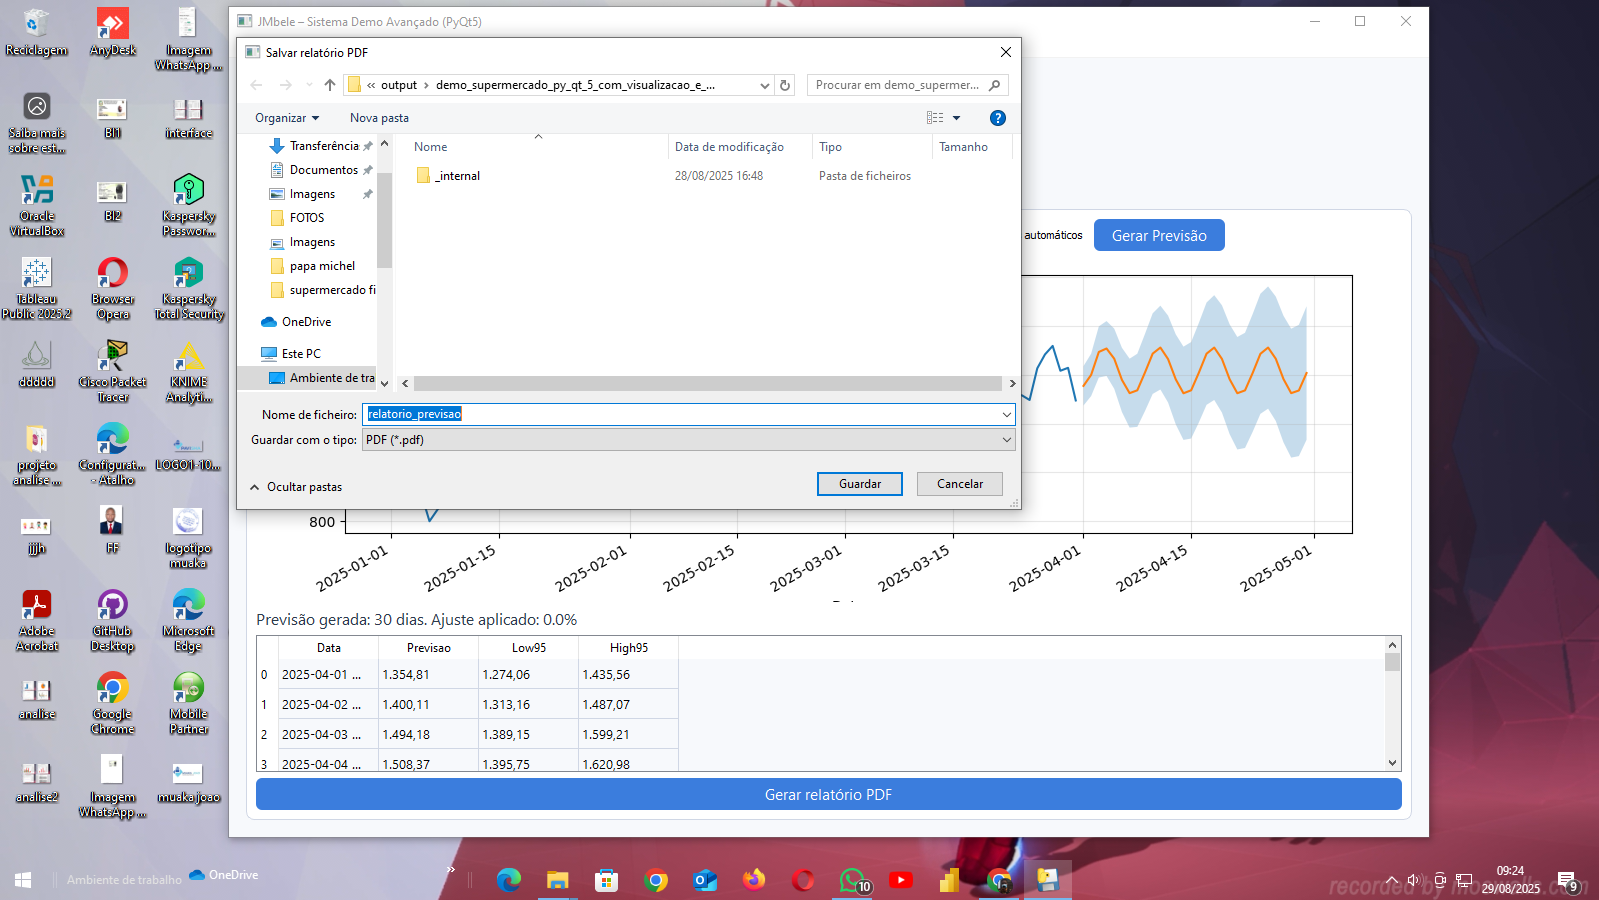 JMbele – Sistema Demo Avançado (PyQt5)
Salvar relatório PDF
« output › demo_supermercado_py_qt_5_com_visualizacao_e_...
Procurar em demo_supermer...
Organizar
Nova pasta
?
Nome
Data de modificação
Tipo
Tamanho
_internal
28/08/2025 16:48
Pasta de ficheiros
Transferência
Documentos
Imagens
FOTOS
Imagens
papa michel
supermercado fi
OneDrive
Este PC
Ambiente de tra
Nome de ficheiro:
relatorio_previsao
Guardar com o tipo:
PDF (*.pdf)
Ocultar pastas
Guardar
Cancelar
automáticos
Gerar Previsão
800
2025-01-01
2025-01-15
2025-02-01
2025-02-15
2025-03-01
2025-03-15
2025-04-01
2025-04-15
2025-05-01
Previsão gerada: 30 dias. Ajuste aplicado: 0.0%
Data Previsao Low95 High95
0 2025-04-01 ... 1.354,81 1.274,06 1.435,56
1 2025-04-02 ... 1.400,11 1.313,16 1.487,07
2 2025-04-03 ... 1.494,18 1.389,15 1.599,21
3 2025-04-04 ... 1.508,37 1.395,75 1.620,98
Gerar relatório PDF
Reciclagem
AnyDesk
Imagem
WhatsApp ...
Saiba mais
sobre est...
BI1
interface
Oracle
VirtualBox
BI2
Kaspersky
Passwor...
Tableau
Public 2025.2
Browser
Opera
Kaspersky
Total Security
ddddd
Cisco Packet
Tracer
KNIME
Analyti...
projeto
analise ...
Configurat...
- Atalho
LOGO1-10...
jjjh
FF
logotipo
muaka
Adobe
Acrobat
GitHub
Desktop
Microsoft
Edge
analise
Google
Chrome
Mobile
Partner
analise2
Imagem
WhatsApp ...
muaka joao
Ambiente de trabalho
OneDrive
»
10
09:24
29/08/2025
9